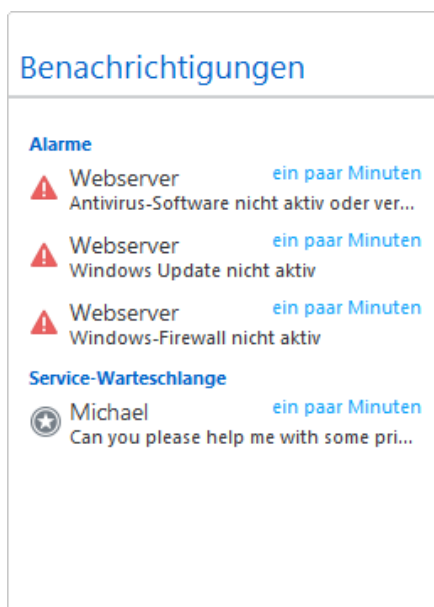 Benachrichtigungen
Alarme
Webserver ein paar Minuten
Antivirus-Software nicht aktiv oder ver...
Webserver ein paar Minuten
Windows Update nicht aktiv
Webserver ein paar Minuten
Windows-Firewall nicht aktiv
Service-Warteschlange
Michael ein paar Minuten
Can you please help me with some pri...